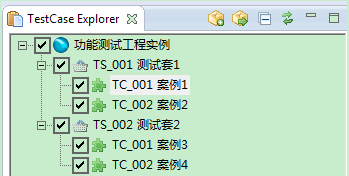 TestCase Explorer
功能测试工程实例
TS_001 测试套1
TC_001 案例1
TC_002 案例2
TS_002 测试套2
TC_001 案例3
TC_002 案例4